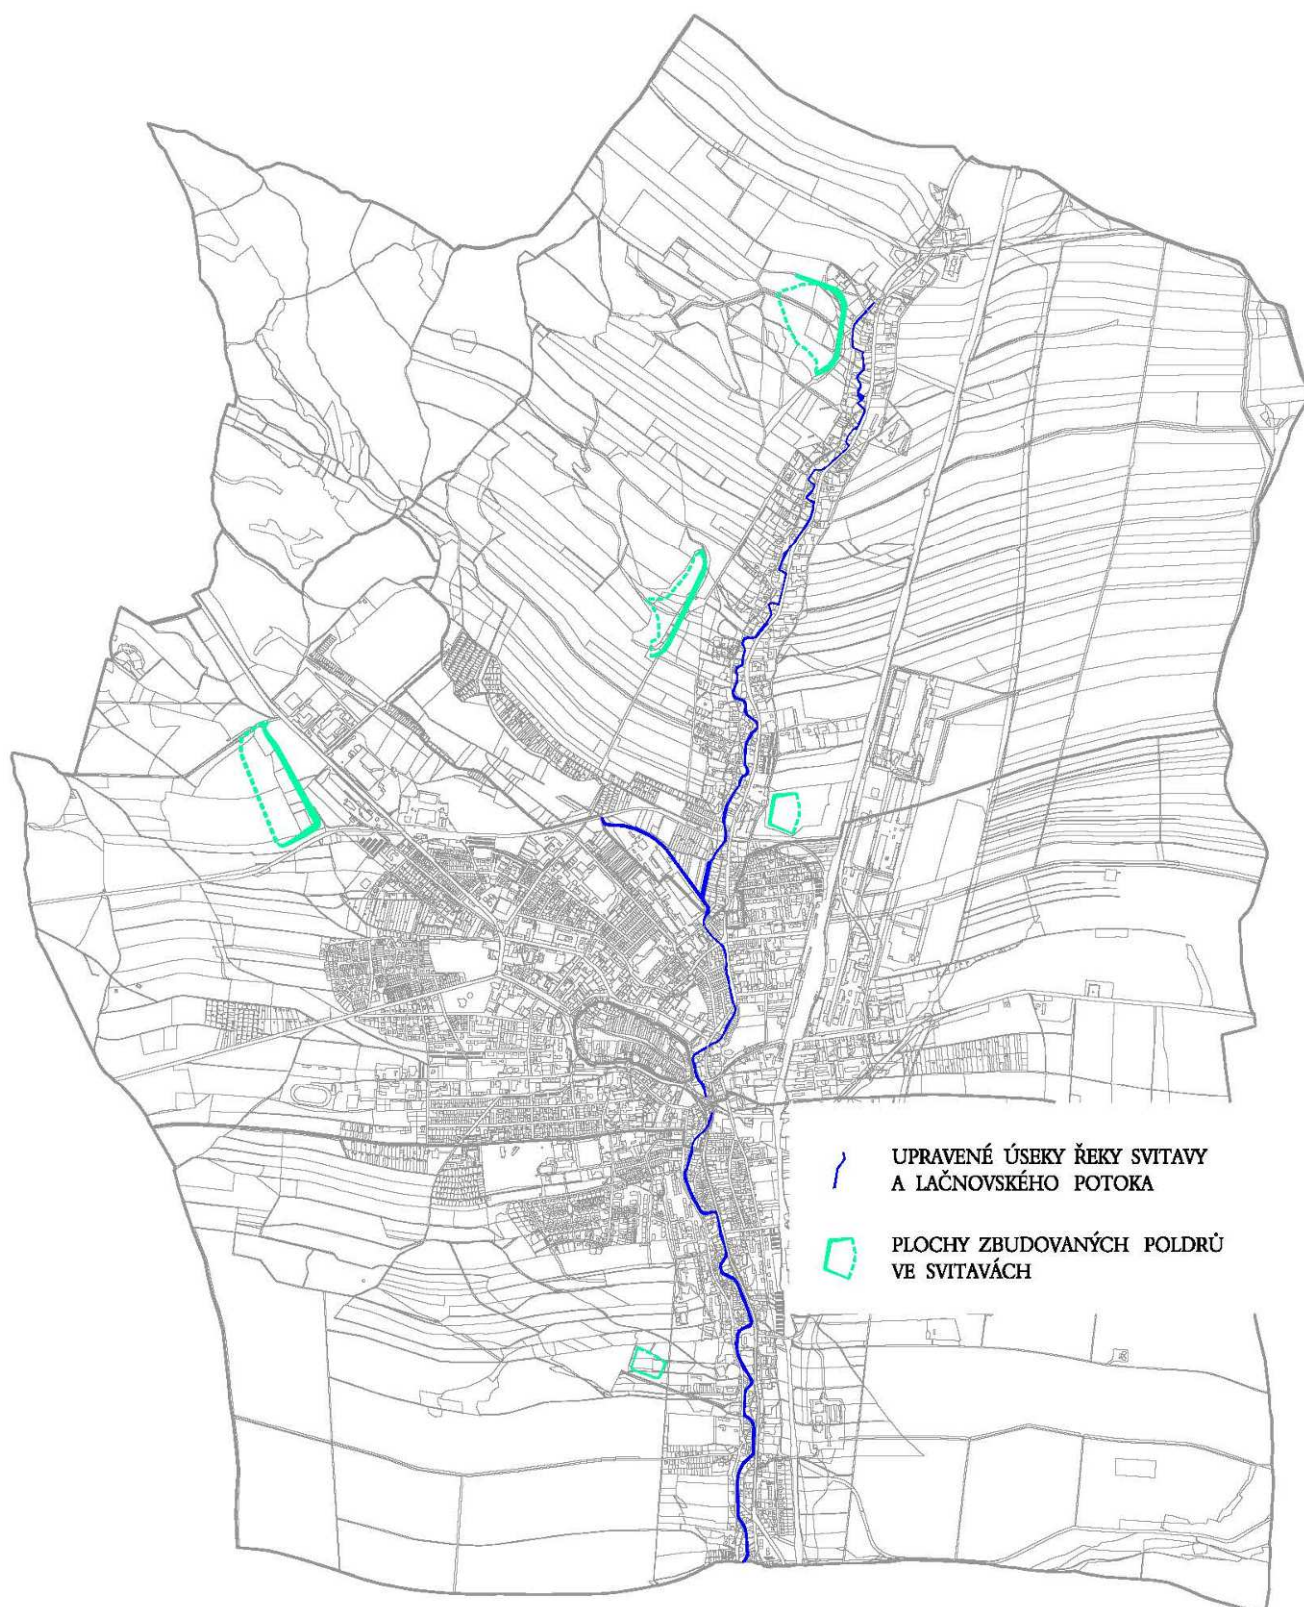 UPRAVENÉ ÚSEKY ŘEKY SVITAVY
A LAČNOVSKÉHO POTOKA
PLOCHY ZBUDOVANÝCH POLDRŮ
VE SVITAVÁCH